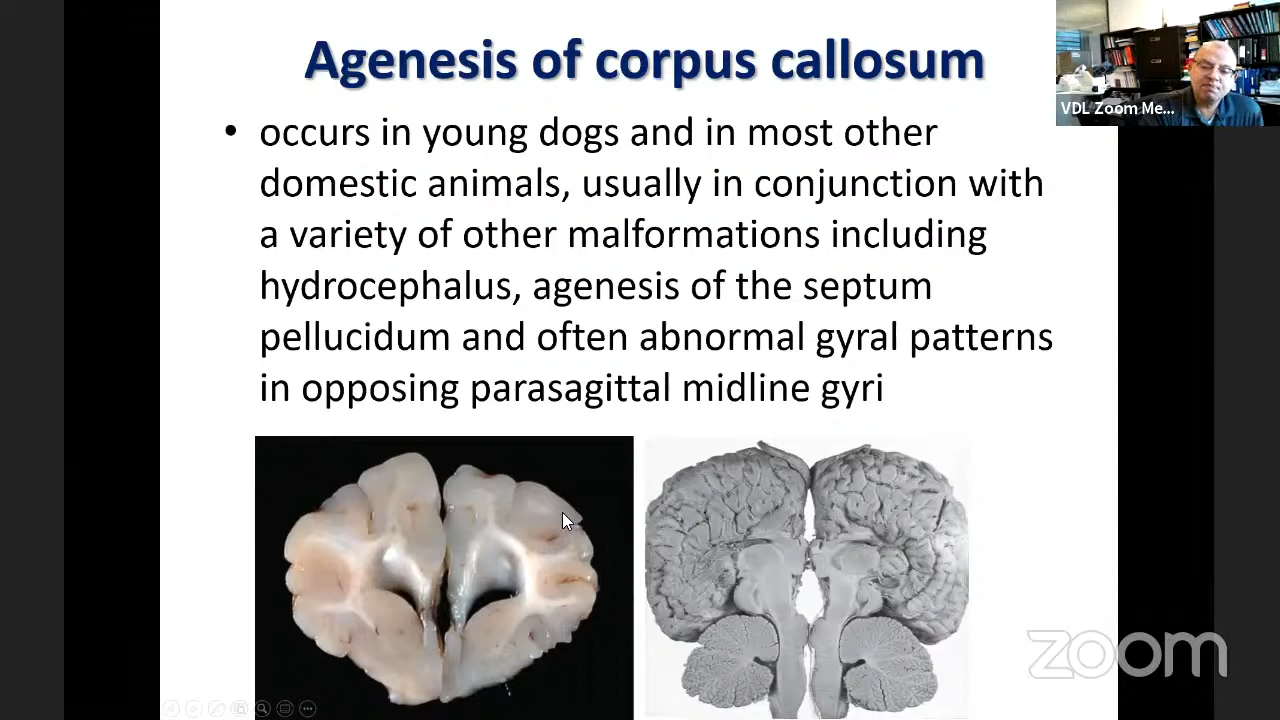 Agenesis of corpus callosum
• occurs in young dogs and in most other
domestic animals, usually in conjunction with
a variety of other malformations including
hydrocephalus, agenesis of the septum
pellucidum and often abnormal gyral patterns
in opposing parasagittal midline gyri
VDL Zoom Me...
zoom